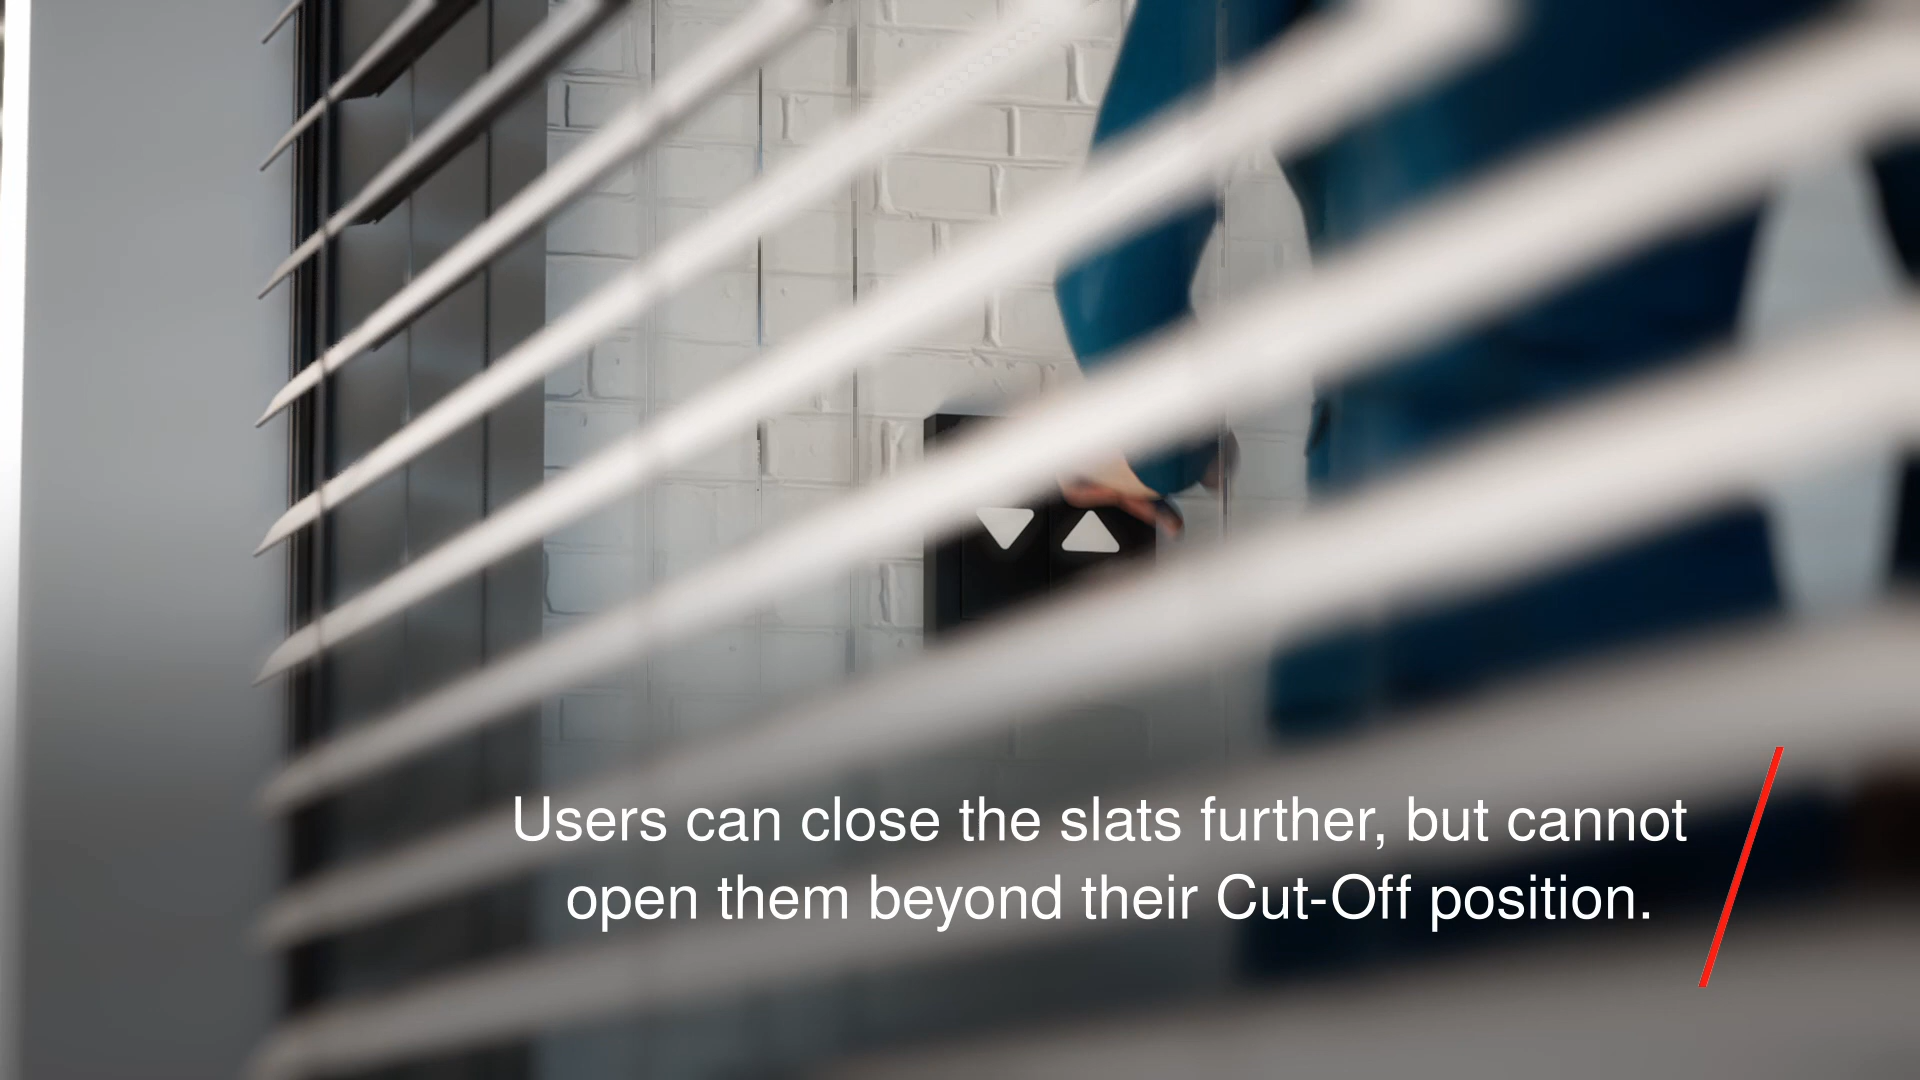 Users can close the slats further, but cannot
open them beyond their Cut-Off position.